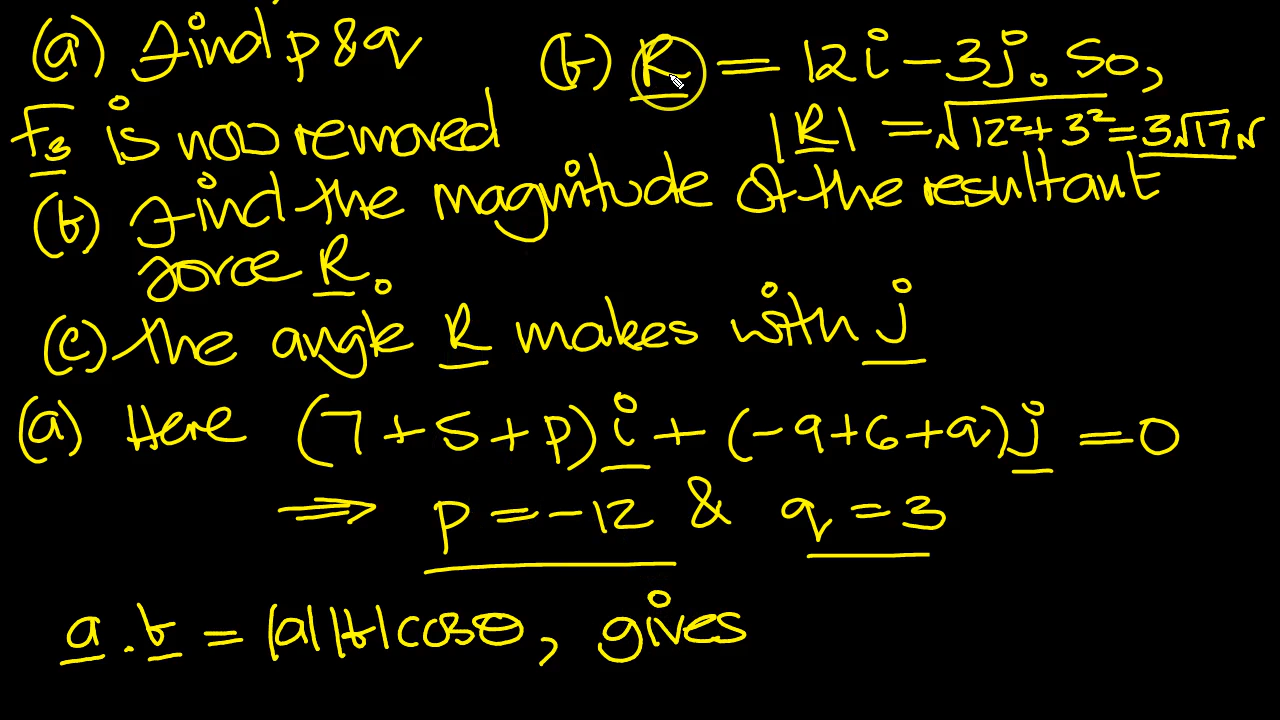 (a) Find p & q
F₃ is now removed
(b) Find the magnitude of the resultant
force R.
(c) the angle R makes with j
(b) R = 12i - 3j. So,
|R| = √12² + 3² = 3√17 √
(a) Here (7 + 5 + p)i + (-9 + 6 + q)j = 0
⇒ p = -12 & q = 3
a . b = |a||b| cosθ, gives